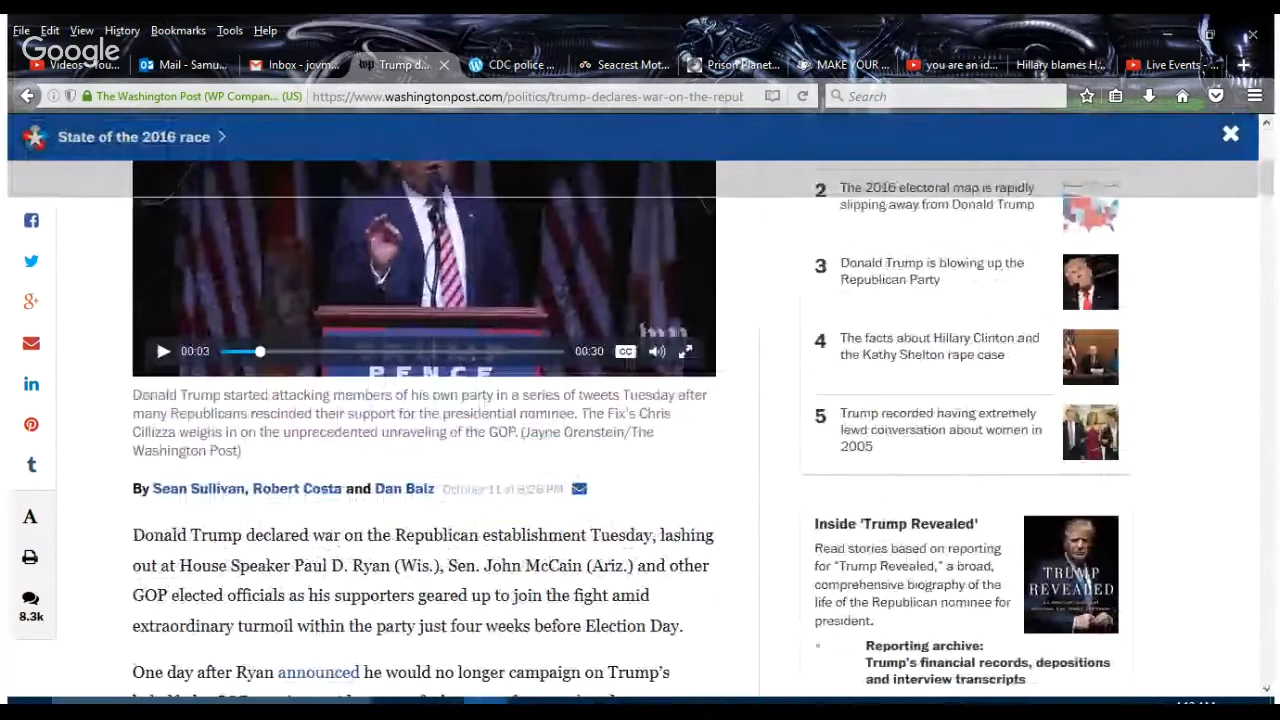 File Edit View History Bookmarks Tools Help
Google
Videos - You...
Mail - Samu...
Inbox - jovm...
Trump d...
CDC police ...
Seacrest Mot...
Prison Planet...
MAKE YOUR ...
you are an id...
Hillary blames H...
Live Events - ...
The Washington Post (WP Compan... (US)
https://www.washingtonpost.com/politics/trump-declares-war-on-the-reput
Search
State of the 2016 race
2 The 2016 electoral map is rapidly
slipping away from Donald Trump
3 Donald Trump is blowing up the
Republican Party
4 The facts about Hillary Clinton and
the Kathy Shelton rape case
5 Trump recorded having extremely
lewd conversation about women in
2005
00:03
00:30
CC
PENCE
Donald Trump started attacking members of his own party in a series of tweets Tuesday after
many Republicans rescinded their support for the presidential nominee. The Fix's Chris
Cillizza weighs in on the unprecedented unraveling of the GOP. (Jayne Orenstein/The
Washington Post)
By Sean Sullivan, Robert Costa and Dan Balz October 11 at 8:28 PM
Donald Trump declared war on the Republican establishment Tuesday, lashing
out at House Speaker Paul D. Ryan (Wis.), Sen. John McCain (Ariz.) and other
GOP elected officials as his supporters geared up to join the fight amid
extraordinary turmoil within the party just four weeks before Election Day.
One day after Ryan announced he would no longer campaign on Trump's
A
8.3k
Inside 'Trump Revealed'
Read stories based on reporting
for "Trump Revealed," a broad,
comprehensive biography of the
life of the Republican nominee for
president.
TRUMP
REVEALED
Reporting archive:
Trump's financial records, depositions
and interview transcripts